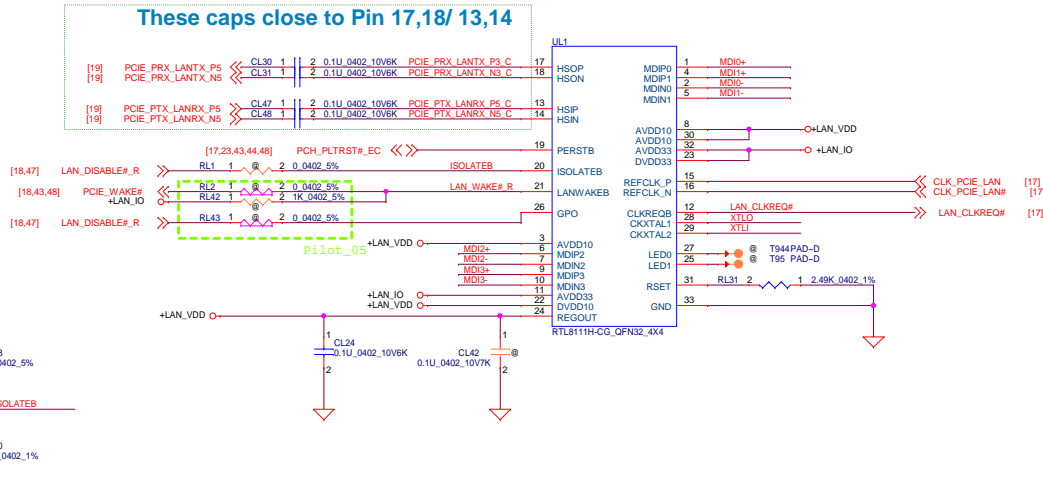 These caps close to Pin 17,18/ 13,14
UL1
[19] PCIE_PRX_LANTX_P5 CL30 1 2 0.1U_0402_10V6K PCIE_PRX_LANTX_P3_C 17 HSOP
[19] PCIE_PRX_LANTX_N5 CL31 1 2 0.1U_0402_10V6K PCIE_PRX_LANTX_N3_C 18 HSON
[19] PCIE_PTX_LANRX_P5 CL47 1 2 0.1U_0402_10V6K PCIE_PTX_LANRX_P5_C 13 HSIP
[19] PCIE_PTX_LANRX_N5 CL48 1 2 0.1U_0402_10V6K PCIE_PTX_LANRX_N5_C 14 HSIN
[17,23,43,44,48] PCH_PLTRST#_EC 19 PERSTB
[18,47] LAN_DISABLE#_R RL1 1 @ 2 0_0402_5% ISOLATEB 20 ISOLATEB
[18,43,48] PCIE_WAKE# RL2 1 @ 2 0_0402_5% LAN_WAKE#_R 21 LANWAKEB
+LAN_IO RL42 1 @ 2 1K_0402_5%
[18,47] LAN_DISABLE#_R RL43 1 @ 2 0_0402_5% 26 GPO
Pilot_05
+LAN_VDD 3 AVDD10
MDI2+ 6 MDIP2
MDI2- 7 MDIN2
MDI3+ 9 MDIP3
MDI3- 10 MDIN3
+LAN_IO 11 AVDD33
+LAN_VDD 22 DVDD10
+LAN_VDD 24 REGOUT
MDIP0 1 MDI0+
MDIP1 4 MDI1+
MDIN0 2 MDI0-
MDIN1 5 MDI1-
AVDD10 8 +LAN_VDD
AVDD10 30
AVDD33 32 +LAN_IO
DVDD33 23
REFCLK_P 15 CLK_PCIE_LAN [17]
REFCLK_N 16 CLK_PCIE_LAN# [17
CLKREQB 12 LAN_CLKREQ# LAN_CLKREQ# [17]
CKXTAL1 28 XTLO
CKXTAL2 29 XTLI
LED0 27 @ T944 PAD~D
LED1 25 @ T95 PAD~D
RSET 31 RL31 2 1 2.49K_0402_1%
GND 33
RTL8111H-CG_QFN32_4X4
1
CL24
0.1U_0402_10V6K
2
1
CL42 @
0.1U_0402_10V7K
2
0402_5%
SOLATEB
0402_1%